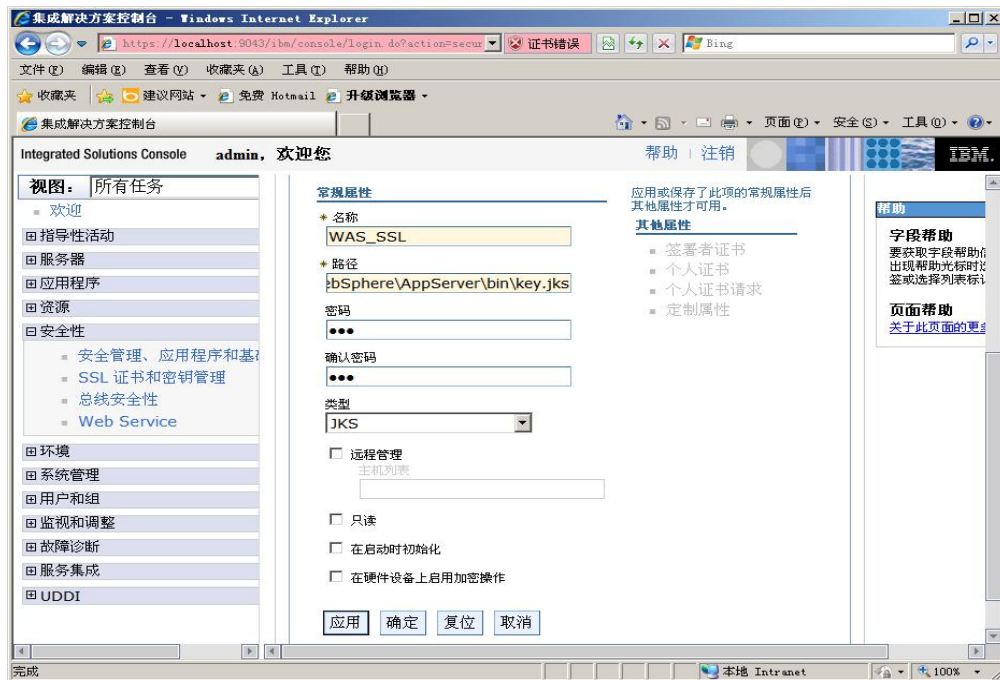 集成解决方案控制台 - Windows Internet Explorer
https://localhost:9043/ibm/console/login.do?action=secur
证书错误
Bing
文件(F) 编辑(E) 查看(V) 收藏夹(A) 工具(T) 帮助(H)
收藏夹 建议网站 免费 Hotmail 升级浏览器
集成解决方案控制台
页面(P) 安全(S) 工具(O)
Integrated Solutions Console admin，欢迎您
帮助 | 注销
IBM.
视图： 所有任务
欢迎
指导性活动
服务器
应用程序
资源
安全性
安全管理、应用程序和基
SSL 证书和密钥管理
总线安全性
Web Service
环境
系统管理
用户和组
监视和调整
故障诊断
服务集成
UDDI
常规属性
* 名称
WAS_SSL
* 路径
ebSphere\AppServer\bin\key.jks
密码
●●●
确认密码
●●●
类型
JKS
远程管理
主机列表
只读
在启动时初始化
在硬件设备上启用加密操作
应用 确定 复位 取消
应用或保存了此项的常规属性后
其他属性才可用。
其他属性
签署者证书
个人证书
个人证书请求
定制属性
帮助
字段帮助
要获取字段帮助信
出现帮助光标时
签或选择列表标
页面帮助
关于此页面的更多
完成
本地 Intranet
100%